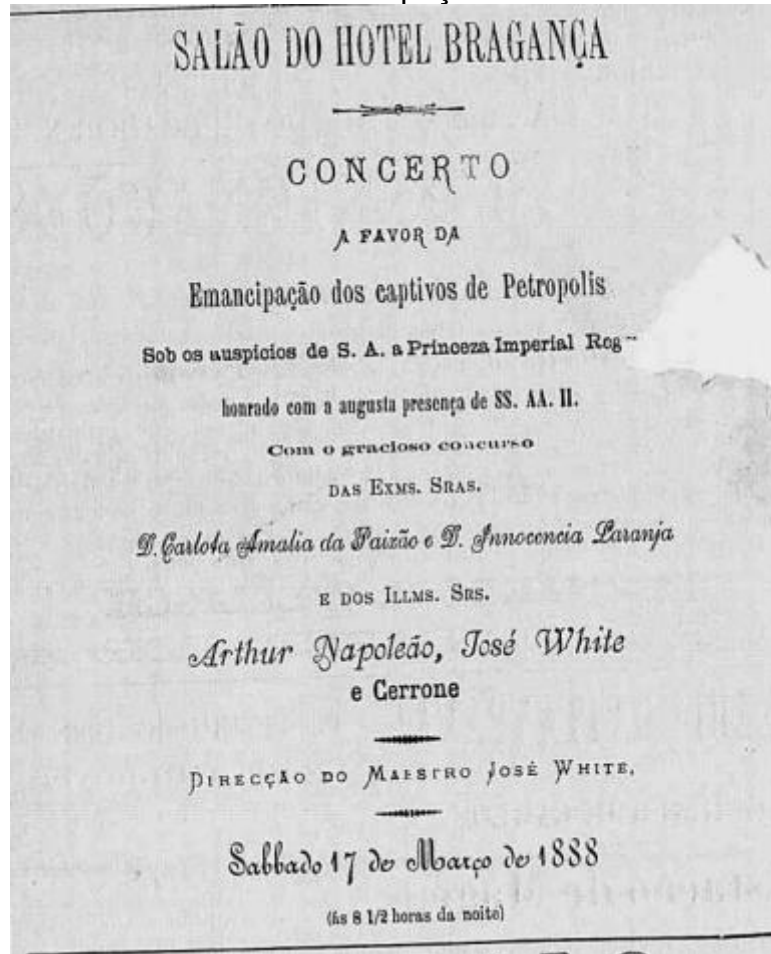 SALÃO DO HOTEL BRAGANÇA
CONCERTO
A FAVOR DA
Emancipação dos captivos de Petropolis
Sob os auspicios de S. A. a Princeza Imperial Reg
honrado com a augusta presença de SS. AA. II.
Com o gracioso concurso
DAS EXMS. SRAS.
D. Carlota Amalia da Paixão e D. Innocencia Laranja
E DOS ILLMS. SRS.
Arthur Napoleão, José White
e Cerrone
DIRECÇÃO DO MAESTRO JOSÉ WHITE.
Sabbado 17 de Março de 1888
(ás 8 1/2 horas da noite)